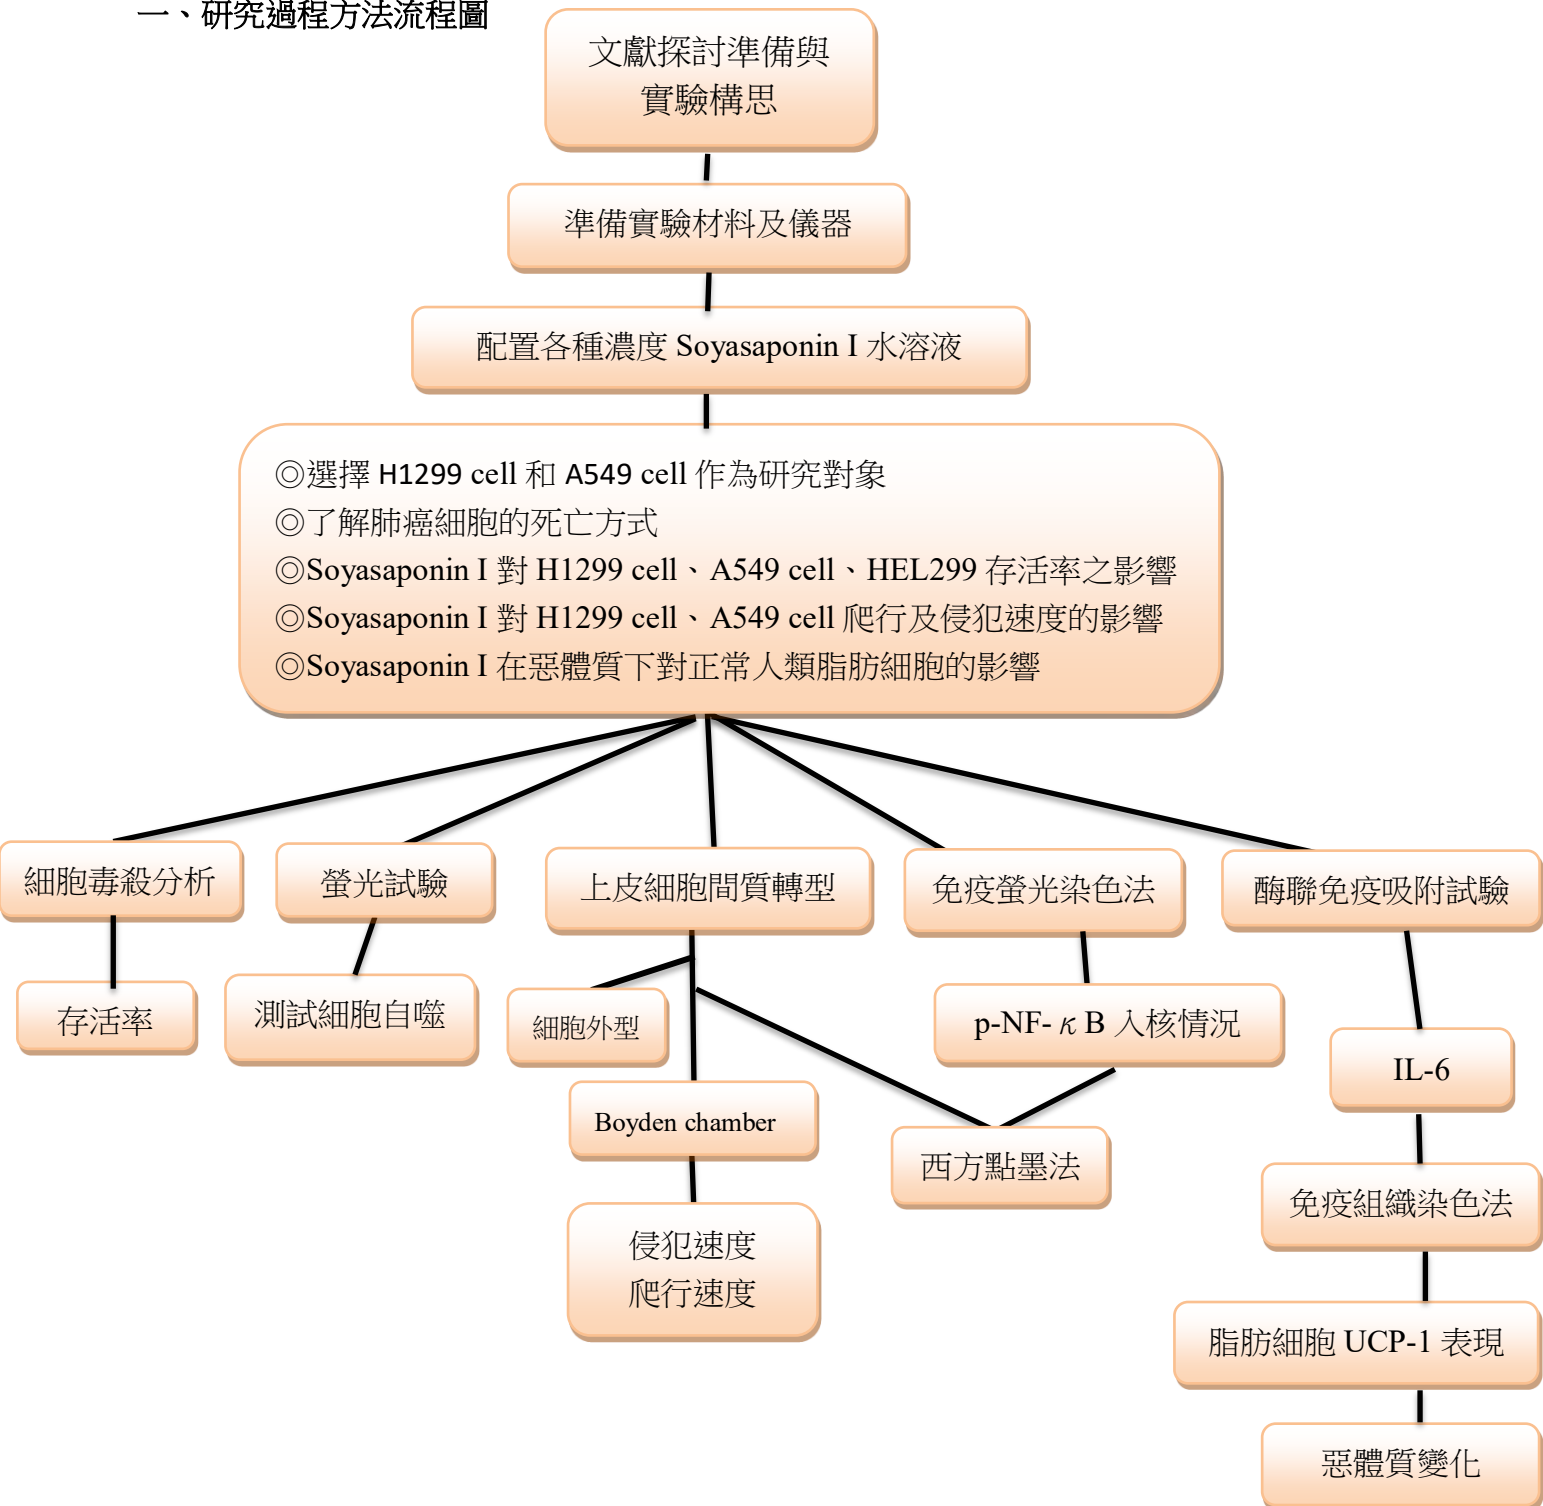 一、研究過程方法流程圖
文獻探討準備與
實驗構思
準備實驗材料及儀器
配置各種濃度 Soyasaponin I 水溶液
◎選擇 H1299 cell 和 A549 cell 作為研究對象
◎了解肺癌細胞的死亡方式
◎Soyasaponin I 對 H1299 cell、A549 cell、HEL299 存活率之影響
◎Soyasaponin I 對 H1299 cell、A549 cell 爬行及侵犯速度的影響
◎Soyasaponin I 在惡體質下對正常人類脂肪細胞的影響
細胞毒殺分析
螢光試驗
上皮細胞間質轉型
免疫螢光染色法
酶聯免疫吸附試驗
存活率
測試細胞自噬
細胞外型
p-NF-κB 入核情況
IL-6
Boyden chamber
西方點墨法
免疫組織染色法
侵犯速度
爬行速度
脂肪細胞 UCP-1 表現
惡體質變化